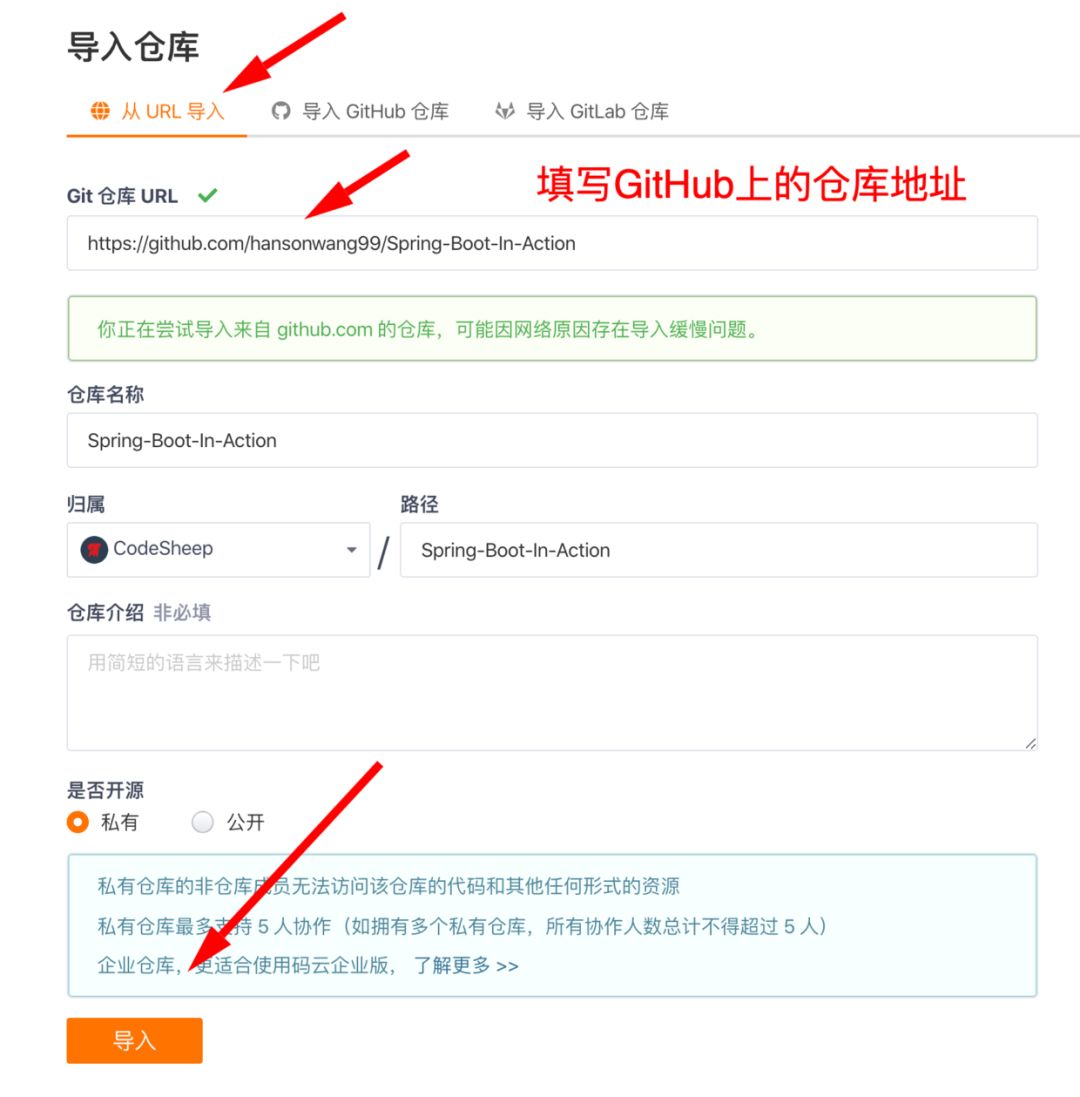 导入仓库
从 URL 导入 导入 GitHub 仓库 导入 GitLab 仓库
填写GitHub上的仓库地址
Git 仓库 URL
https://github.com/hansonwang99/Spring-Boot-In-Action
你正在尝试导入来自 github.com 的仓库，可能因网络原因存在导入缓慢问题。
仓库名称
Spring-Boot-In-Action
归属 路径
CodeSheep / Spring-Boot-In-Action
仓库介绍 非必填
用简短的语言来描述一下吧
是否开源
私有 公开
私有仓库的非仓库成员无法访问该仓库的代码和其他任何形式的资源
私有仓库最多支持 5 人协作（如拥有多个私有仓库，所有协作人数总计不得超过 5 人）
企业仓库，更适合使用码云企业版， 了解更多 >>
导入